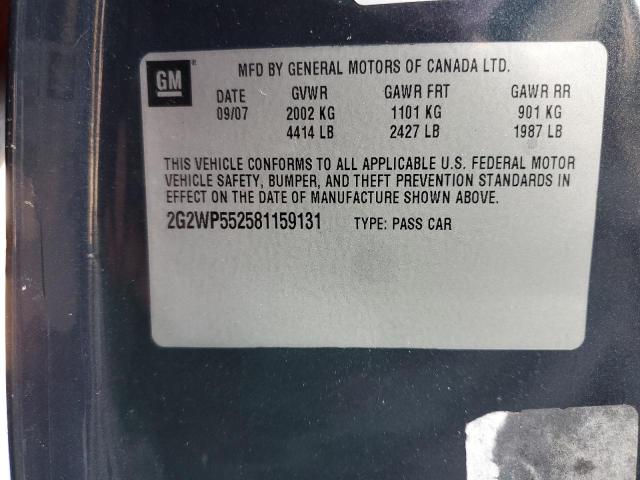 GM ®
MFD BY GENERAL MOTORS OF CANADA LTD.
DATE GVWR GAWR FRT GAWR RR
09/07 2002 KG 1101 KG 901 KG
4414 LB 2427 LB 1987 LB
THIS VEHICLE CONFORMS TO ALL APPLICABLE U.S. FEDERAL MOTOR
VEHICLE SAFETY, BUMPER, AND THEFT PREVENTION STANDARDS IN
EFFECT ON THE DATE OF MANUFACTURE SHOWN ABOVE.
2G2WP552581159131 TYPE: PASS CAR